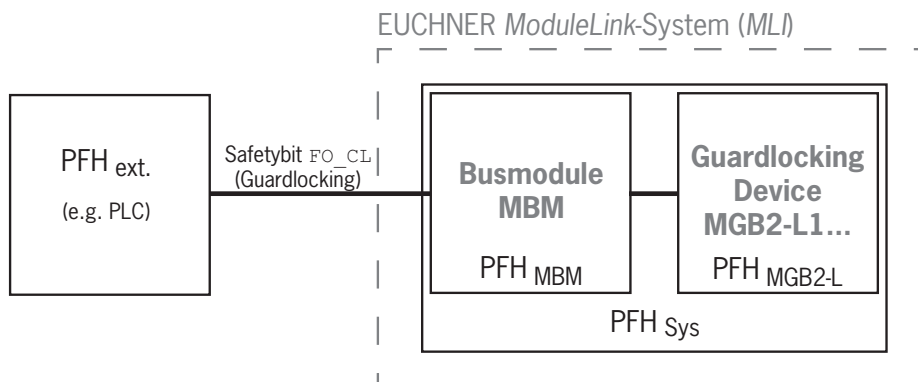 EUCHNER ModuleLink-System (MLI)
PFH ext.
(e.g. PLC)
Safetybit FO_CL
(Guardlocking)
Busmodule
MBM
PFH MBM
Guardlocking
Device
MGB2-L1...
PFH MGB2-L
PFH Sys